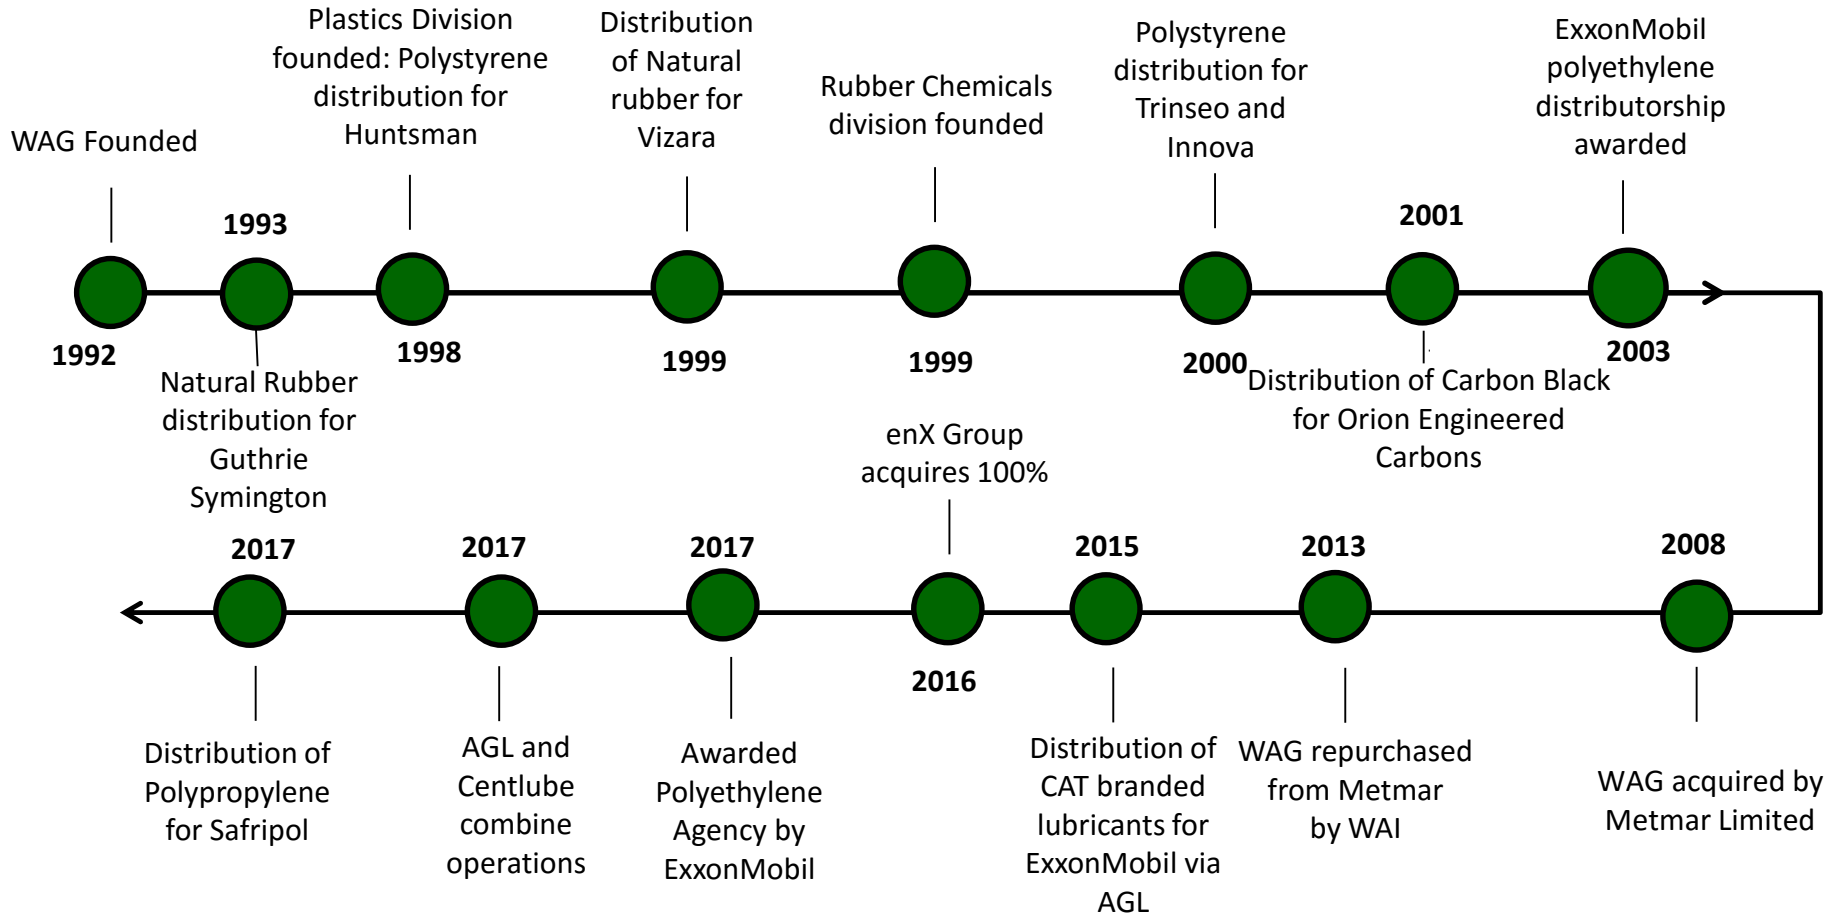 WAG Founded
1992
1993
Natural Rubber
distribution for
Guthrie
Symington
Plastics Division
founded: Polystyrene
distribution for
Huntsman
1998
Distribution
of Natural
rubber for
Vizara
1999
Rubber Chemicals
division founded
1999
Polystyrene
distribution for
Trinseo and
Innova
2000
2001
Distribution of Carbon Black
for Orion Engineered
Carbons
ExxonMobil
polyethylene
distributorship
awarded
2003
2008
WAG acquired by
Metmar Limited
2013
WAG repurchased
from Metmar
by WAI
2015
Distribution of
CAT branded
lubricants for
ExxonMobil via
AGL
enX Group
acquires 100%
2016
2017
Awarded
Polyethylene
Agency by
ExxonMobil
2017
AGL and
Centlube
combine
operations
2017
Distribution of
Polypropylene
for Safripol